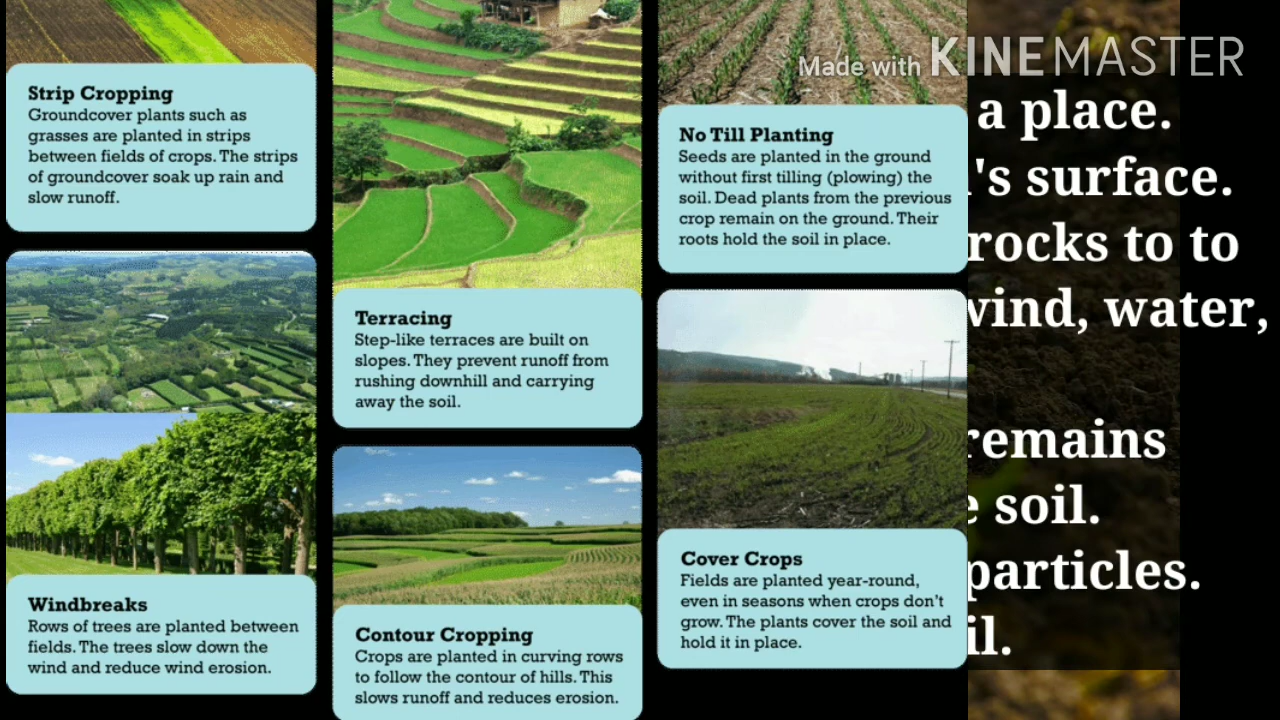 Strip Cropping
Groundcover plants such as
grasses are planted in strips
between fields of crops. The strips
of groundcover soak up rain and
slow runoff.
Windbreaks
Rows of trees are planted between
fields. The trees slow down the
wind and reduce wind erosion.
Terracing
Step-like terraces are built on
slopes. They prevent runoff from
rushing downhill and carrying
away the soil.
Contour Cropping
Crops are planted in curving rows
to follow the contour of hills. This
slows runoff and reduces erosion.
No Till Planting
Seeds are planted in the ground
without first tilling (plowing) the
soil. Dead plants from the previous
crop remain on the ground. Their
roots hold the soil in place.
Cover Crops
Fields are planted year-round,
even in seasons when crops don't
grow. The plants cover the soil and
hold it in place.
Made with KINEMASTER
a place.
's surface.
rocks to to
wind, water,
remains
soil.
particles.